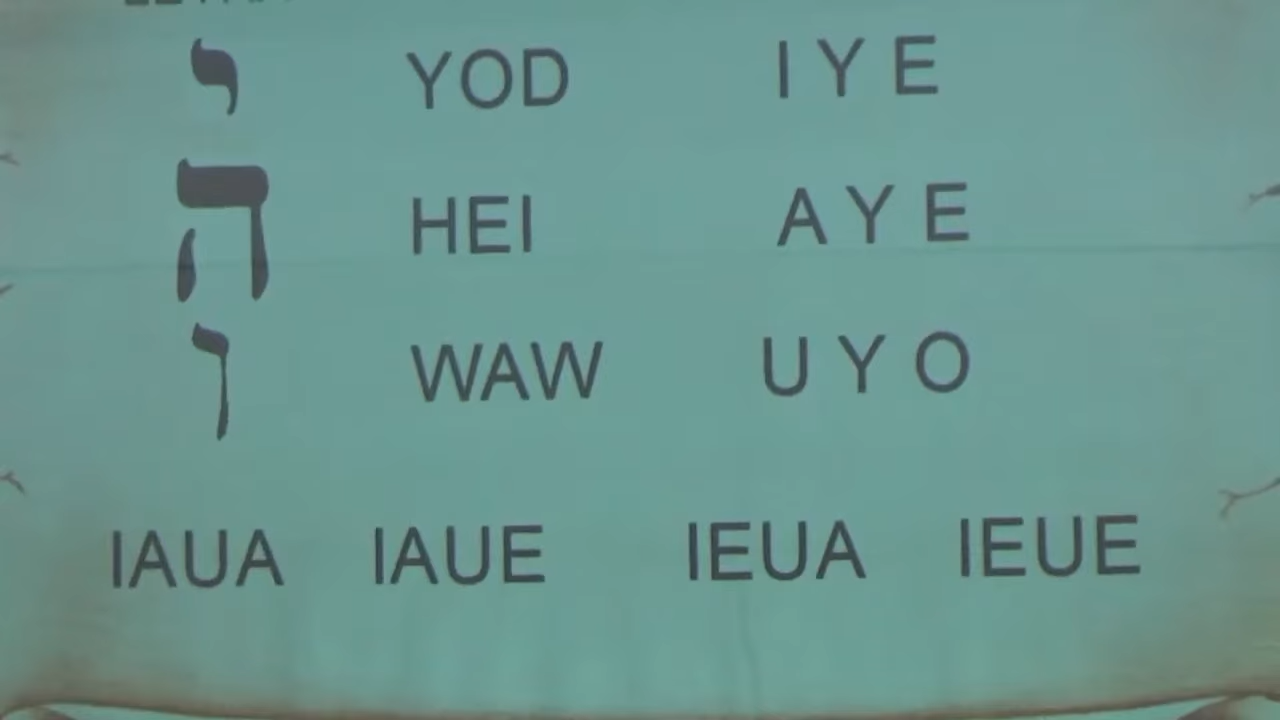 י YOD I Y E
ה HEI A Y E
ו WAW U Y O
IAUA IAUE IEUA IEUE